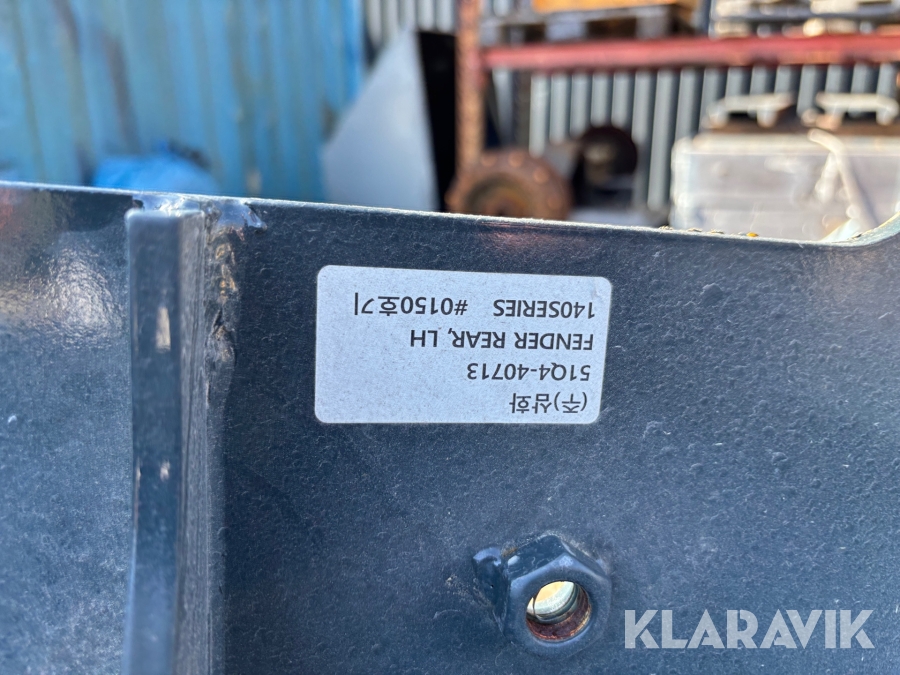 (주)삼화
51Q4-40713
FENDER REAR, LH
140SERIES #0150호기
KLARAVIK